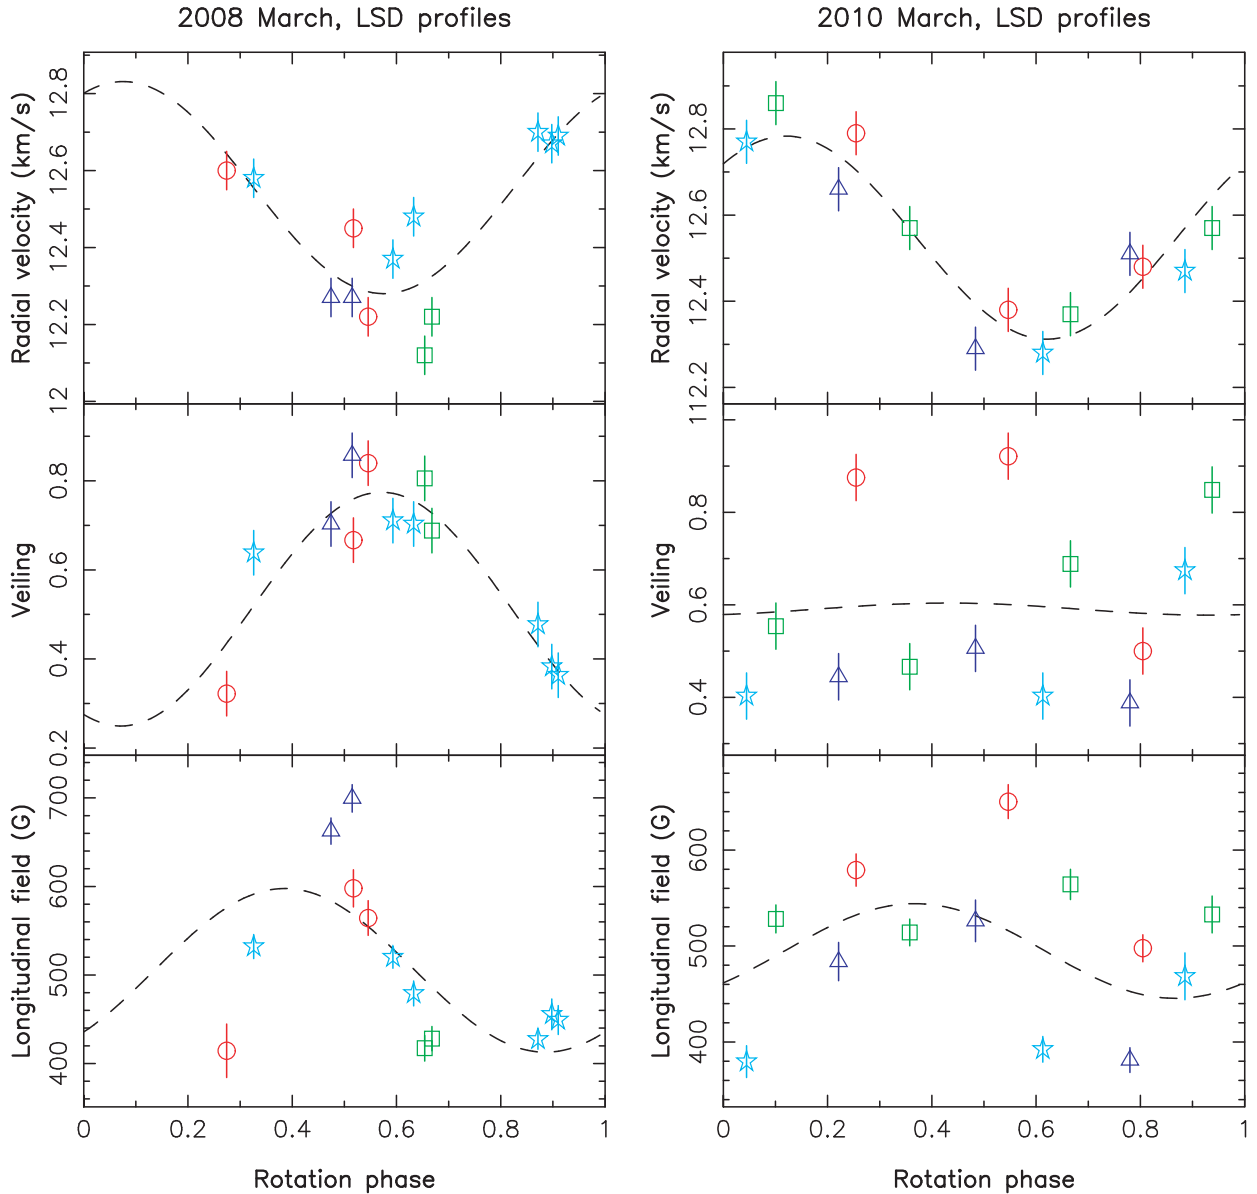 2008 March, LSD profiles
Radial velocity (km/s)
12.8
12.6
12.4
12.2
12
Veiling
0.8
0.6
0.4
0.2
Longitudinal field (G)
700
600
500
400
0 0.2 0.4 0.6 0.8 1
Rotation phase
2010 March, LSD profiles
Radial velocity (km/s)
12.8
12.6
12.4
12.2
Veiling
0.8
0.6
0.4
Longitudinal field (G)
600
500
400
0 0.2 0.4 0.6 0.8 1
Rotation phase